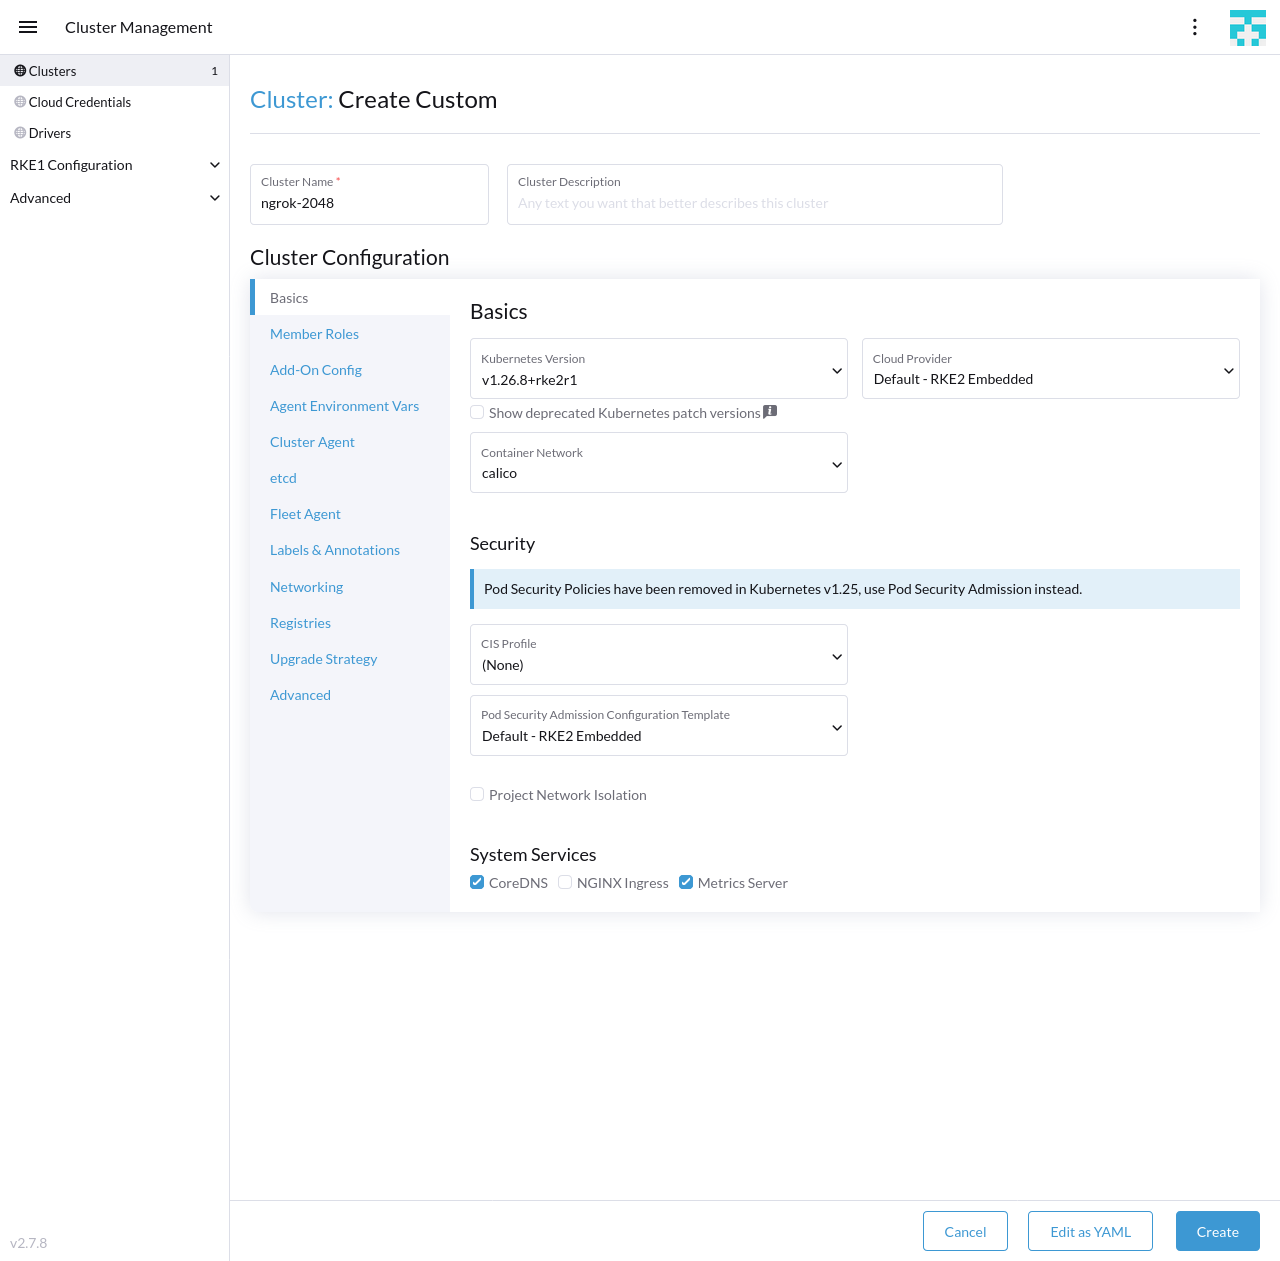 Cluster Management
Clusters 1
Cloud Credentials
Drivers
RKE1 Configuration
Advanced
v2.7.8
Cluster: Create Custom
Cluster Name *
ngrok-2048
Cluster Description
Any text you want that better describes this cluster
Cluster Configuration
Basics
Member Roles
Add-On Config
Agent Environment Vars
Cluster Agent
etcd
Fleet Agent
Labels & Annotations
Networking
Registries
Upgrade Strategy
Advanced
Basics
Kubernetes Version
v1.26.8+rke2r1
Cloud Provider
Default - RKE2 Embedded
Show deprecated Kubernetes patch versions
Container Network
calico
Security
Pod Security Policies have been removed in Kubernetes v1.25, use Pod Security Admission instead.
CIS Profile
(None)
Pod Security Admission Configuration Template
Default - RKE2 Embedded
Project Network Isolation
System Services
CoreDNS NGINX Ingress Metrics Server
Cancel Edit as YAML Create